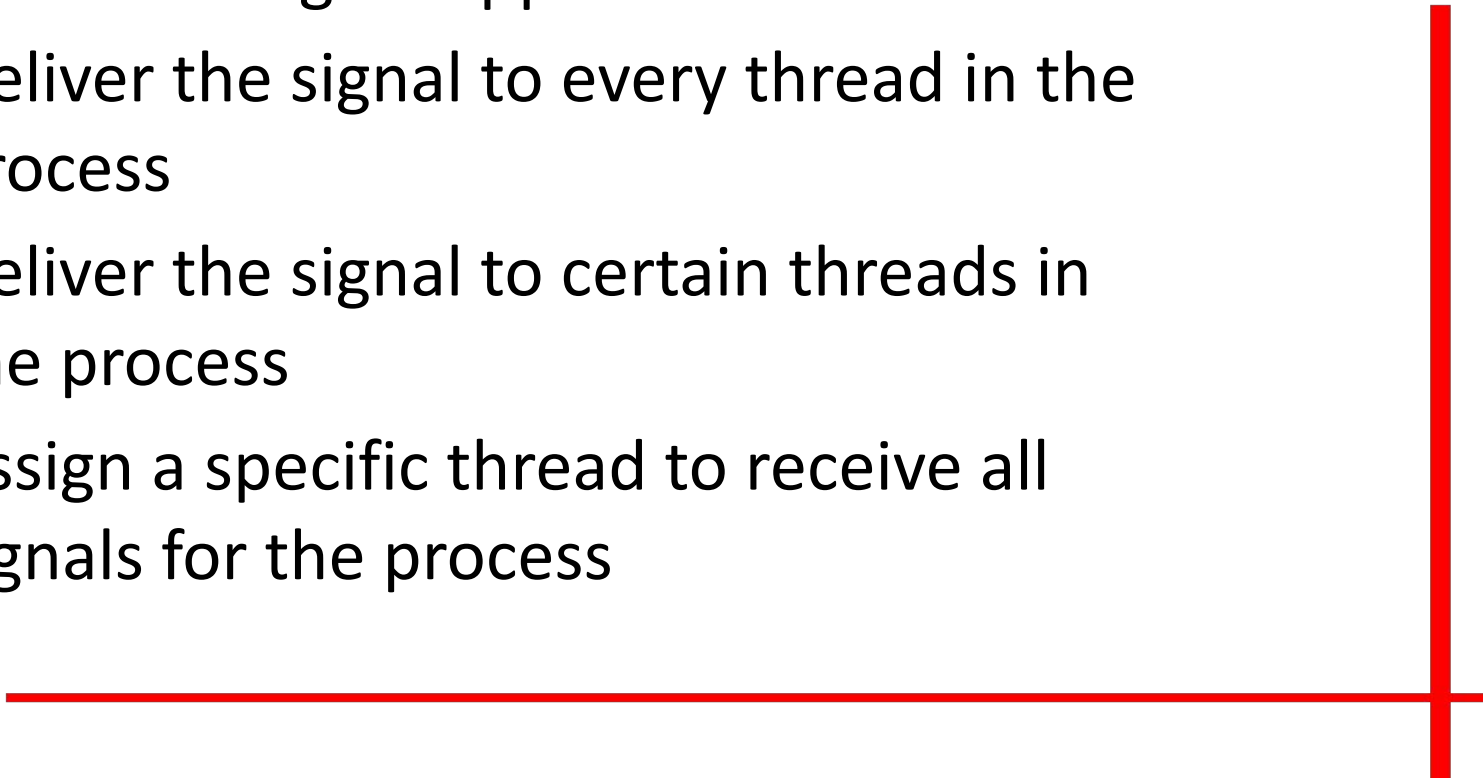 eliver the signal to every thread in the
rocess
eliver the signal to certain threads in
e process
ssign a specific thread to receive all
gnals for the process